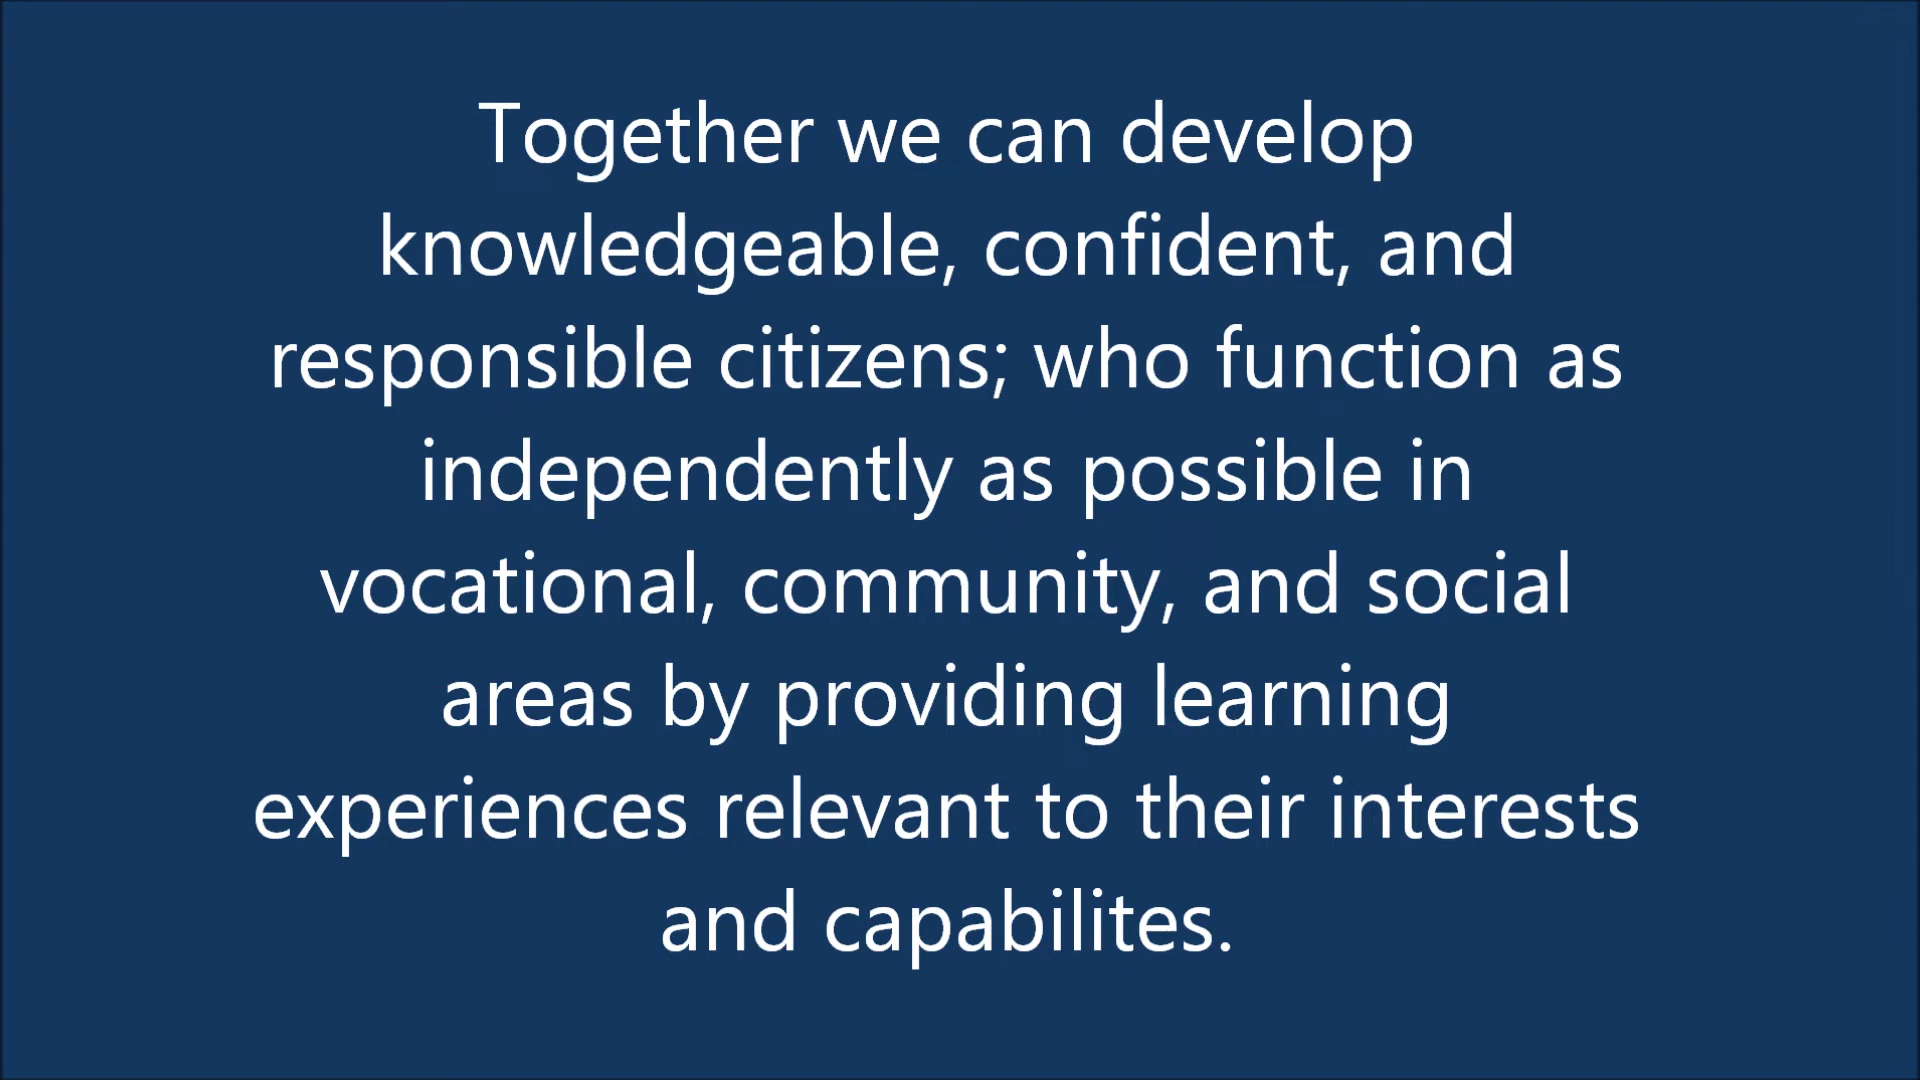 Together we can develop
knowledgeable, confident, and
responsible citizens; who function as
independently as possible in
vocational, community, and social
areas by providing learning
experiences relevant to their interests
and capabilites.